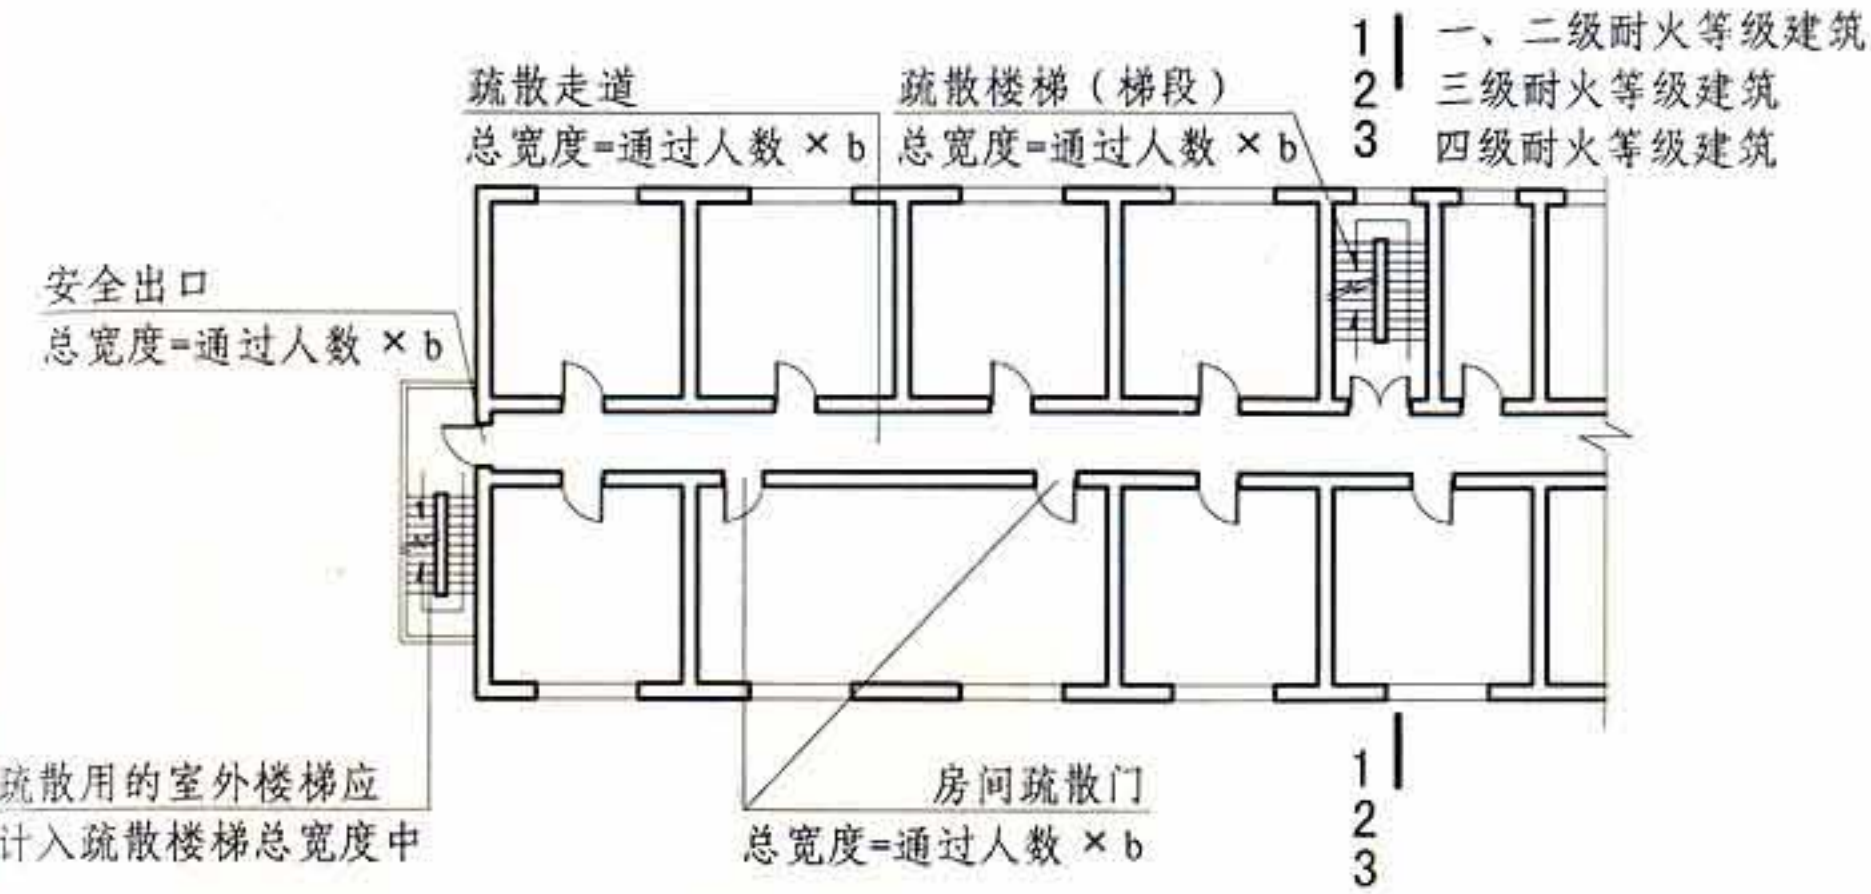 1 一、二级耐火等级建筑
2 三级耐火等级建筑
3 四级耐火等级建筑
疏散走道
总宽度=通过人数 × b
疏散楼梯（梯段）
总宽度=通过人数 × b
安全出口
总宽度=通过人数 × b
疏散用的室外楼梯应
计入疏散楼梯总宽度中
房间疏散门
总宽度=通过人数 × b
1
2
3